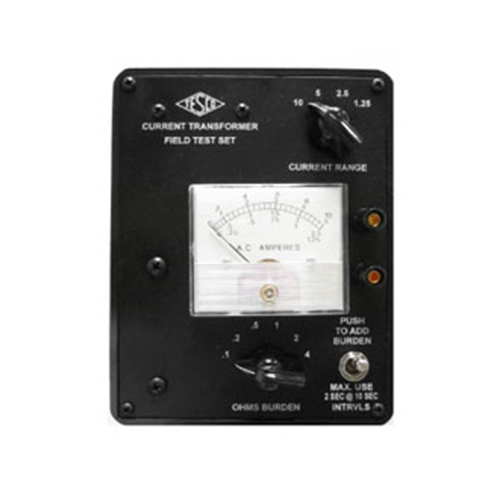 TESCO
CURRENT TRANSFORMER
FIELD TEST SET
10 5 2.5 1.25
CURRENT RANGE
A.C. AMPERES
PUSH
TO ADD
BURDEN
.1 .2 .5 1 2 4
OHMS BURDEN
MAX. USE
2 SEC @ 10 SEC
INTRVLS